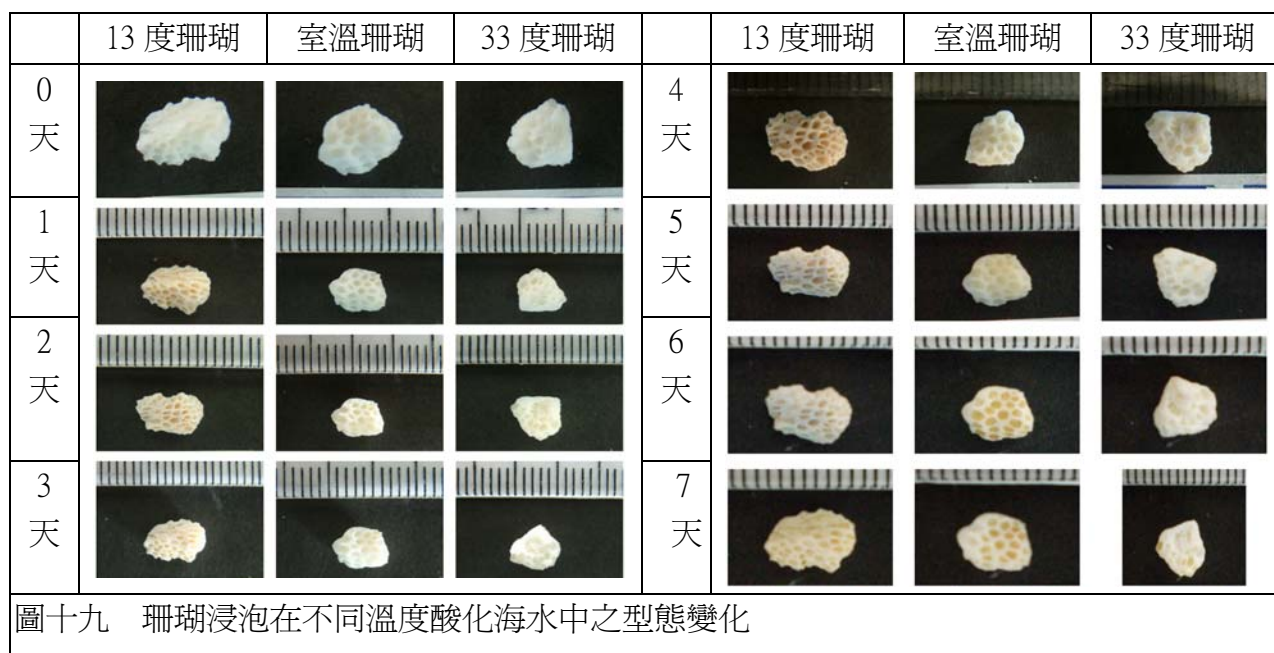 13 度珊瑚 室溫珊瑚 33 度珊瑚 13 度珊瑚 室溫珊瑚 33 度珊瑚
0 天 4 天
1 天 5 天
2 天 6 天
3 天 7 天
圖十九 珊瑚浸泡在不同溫度酸化海水中之型態變化